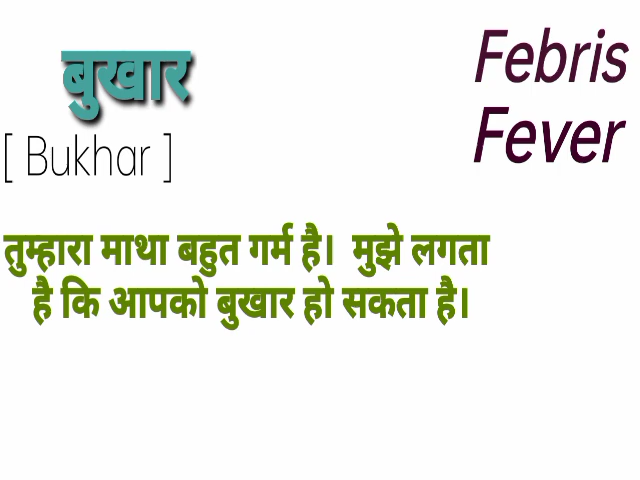 बुखार
[ Bukhar ]
Febris
Fever
तुम्हारा माथा बहुत गर्म है। मुझे लगता
है कि आपको बुखार हो सकता है।